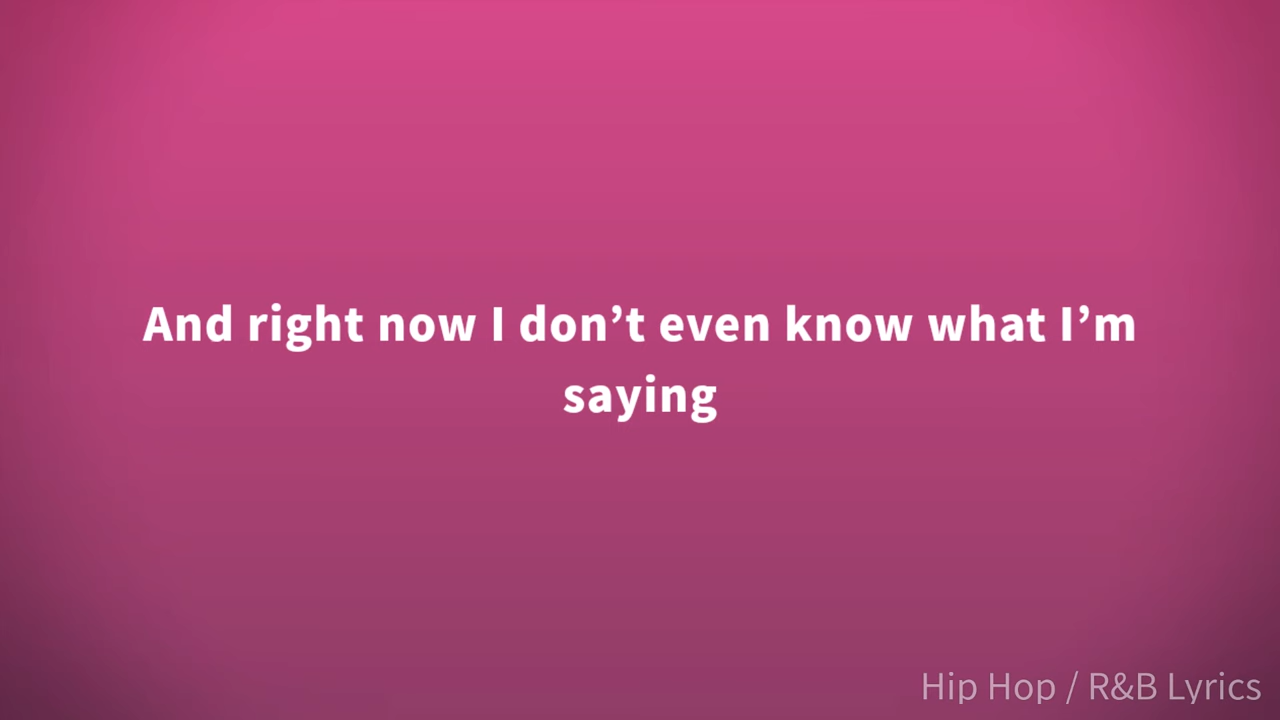 And right now I don’t even know what I’m
saying
Hip Hop / R&B Lyrics